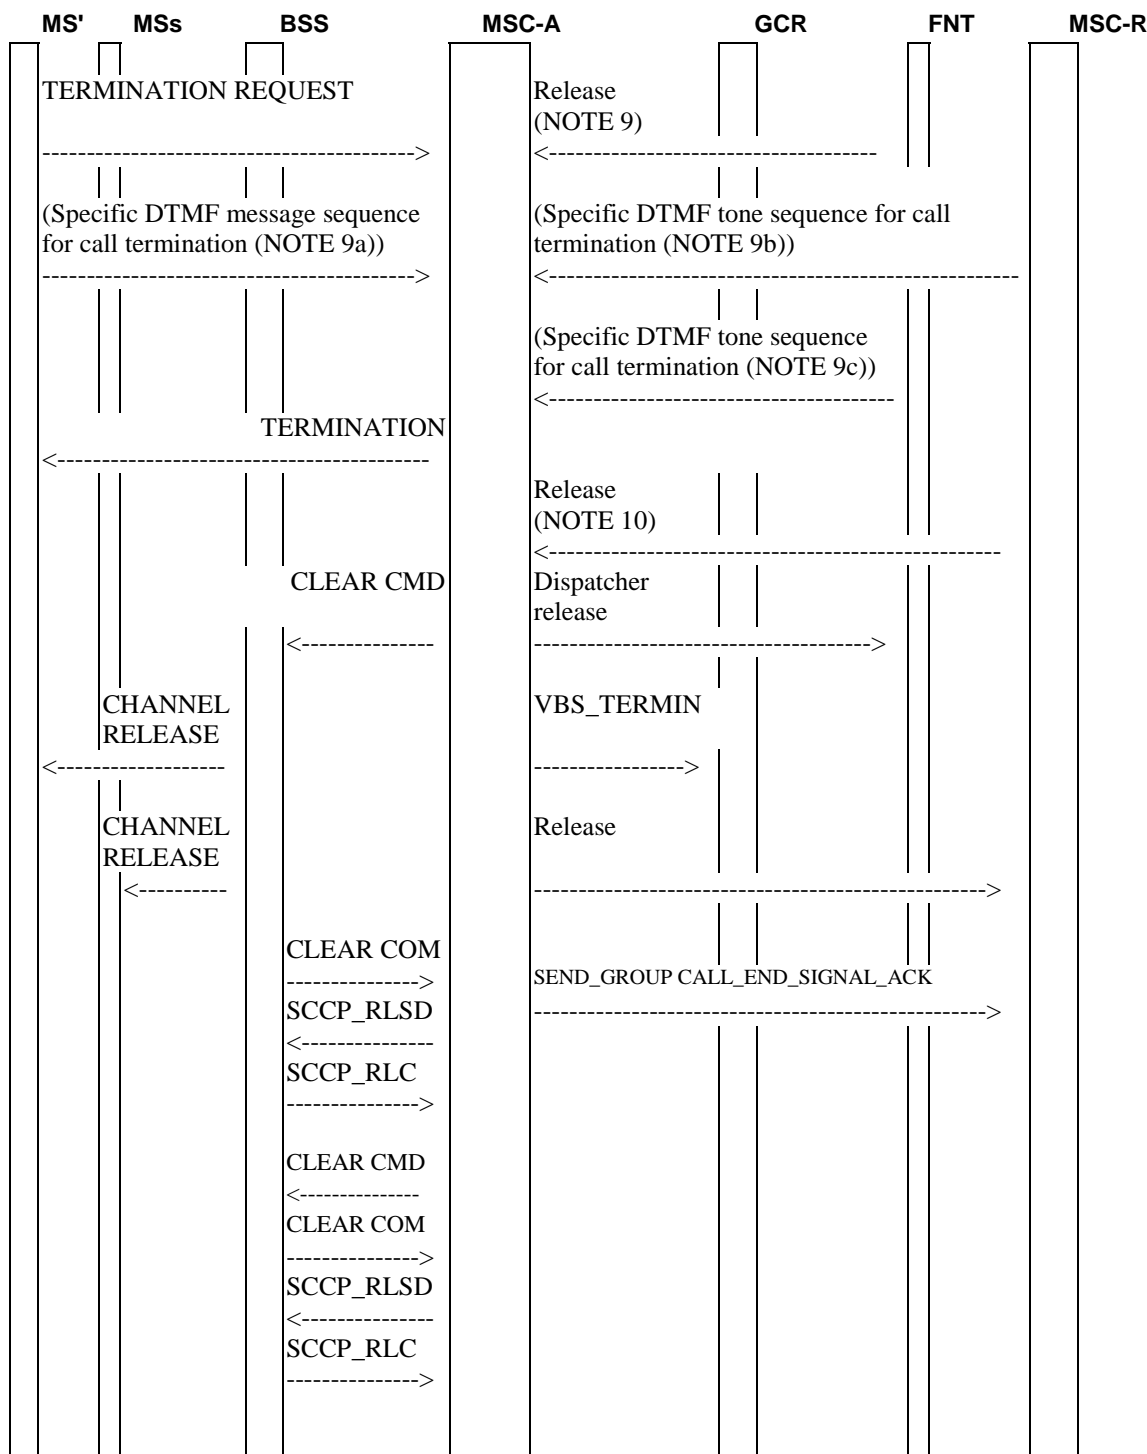 MS' MSs BSS MSC-A GCR FNT MSC-R
TERMINATION REQUEST
Release
(NOTE 9)
(Specific DTMF message sequence
for call termination (NOTE 9a))
(Specific DTMF tone sequence for call
termination (NOTE 9b))
(Specific DTMF tone sequence
for call termination (NOTE 9c))
TERMINATION
Release
(NOTE 10)
CLEAR CMD
Dispatcher
release
CHANNEL
RELEASE
VBS_TERMIN
CHANNEL
RELEASE
Release
CLEAR COM
SEND_GROUP CALL_END_SIGNAL_ACK
SCCP_RLSD
SCCP_RLC
CLEAR CMD
CLEAR COM
SCCP_RLSD
SCCP_RLC